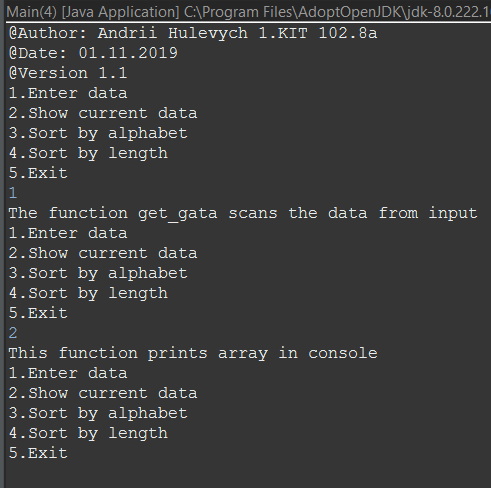 Main(4) [Java Application] C:\Program Files\AdoptOpenJDK\jdk-8.0.222.1
@Author: Andrii Hulevych 1.KIT 102.8a
@Date: 01.11.2019
@Version 1.1
1.Enter data
2.Show current data
3.Sort by alphabet
4.Sort by length
5.Exit
1
The function get_gata scans the data from input
1.Enter data
2.Show current data
3.Sort by alphabet
4.Sort by length
5.Exit
2
This function prints array in console
1.Enter data
2.Show current data
3.Sort by alphabet
4.Sort by length
5.Exit